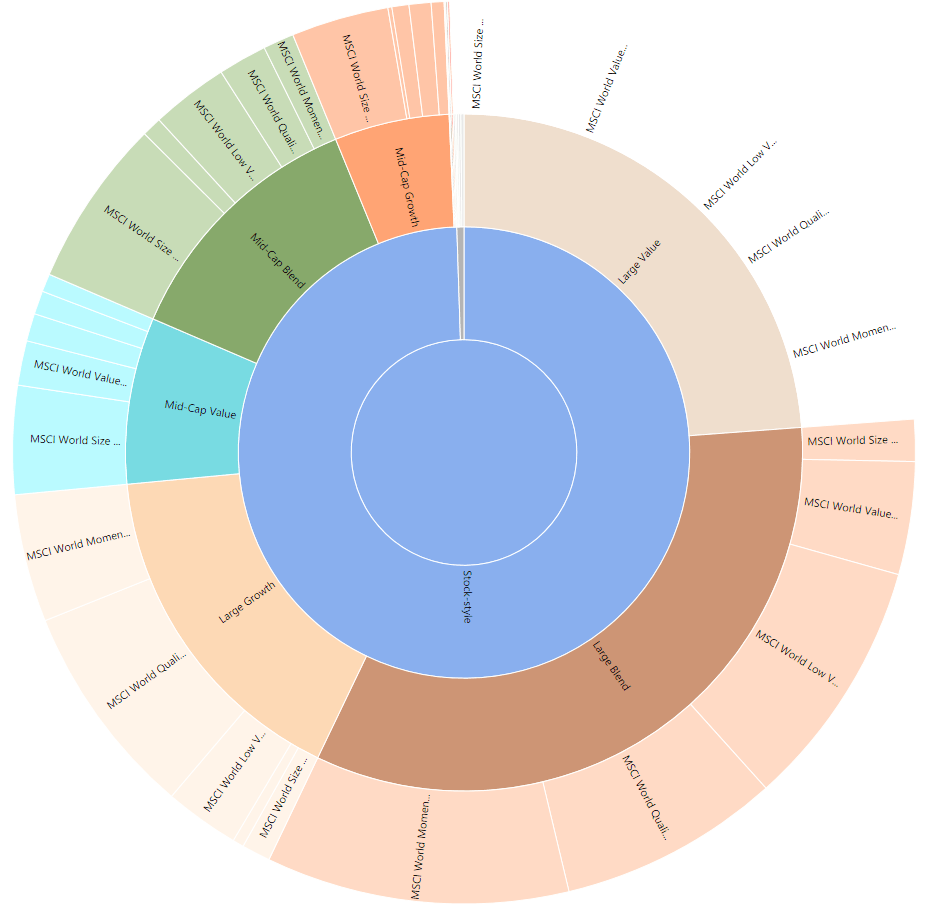 Stock-style
Large Value
MSCI World Size ...
MSCI World Value...
MSCI World Low V...
MSCI World Quali...
MSCI World Momen...
Large Blend
MSCI World Size ...
MSCI World Value...
MSCI World Low V...
MSCI World Quali...
MSCI World Momen...
Large Growth
MSCI World Size ...
MSCI World Low V...
MSCI World Quali...
MSCI World Momen...
Mid-Cap Value
MSCI World Size ...
MSCI World Value...
Mid-Cap Blend
MSCI World Size ...
MSCI World Low V...
MSCI World Quali...
MSCI World Momen...
Mid-Cap Growth
MSCI World Size ...